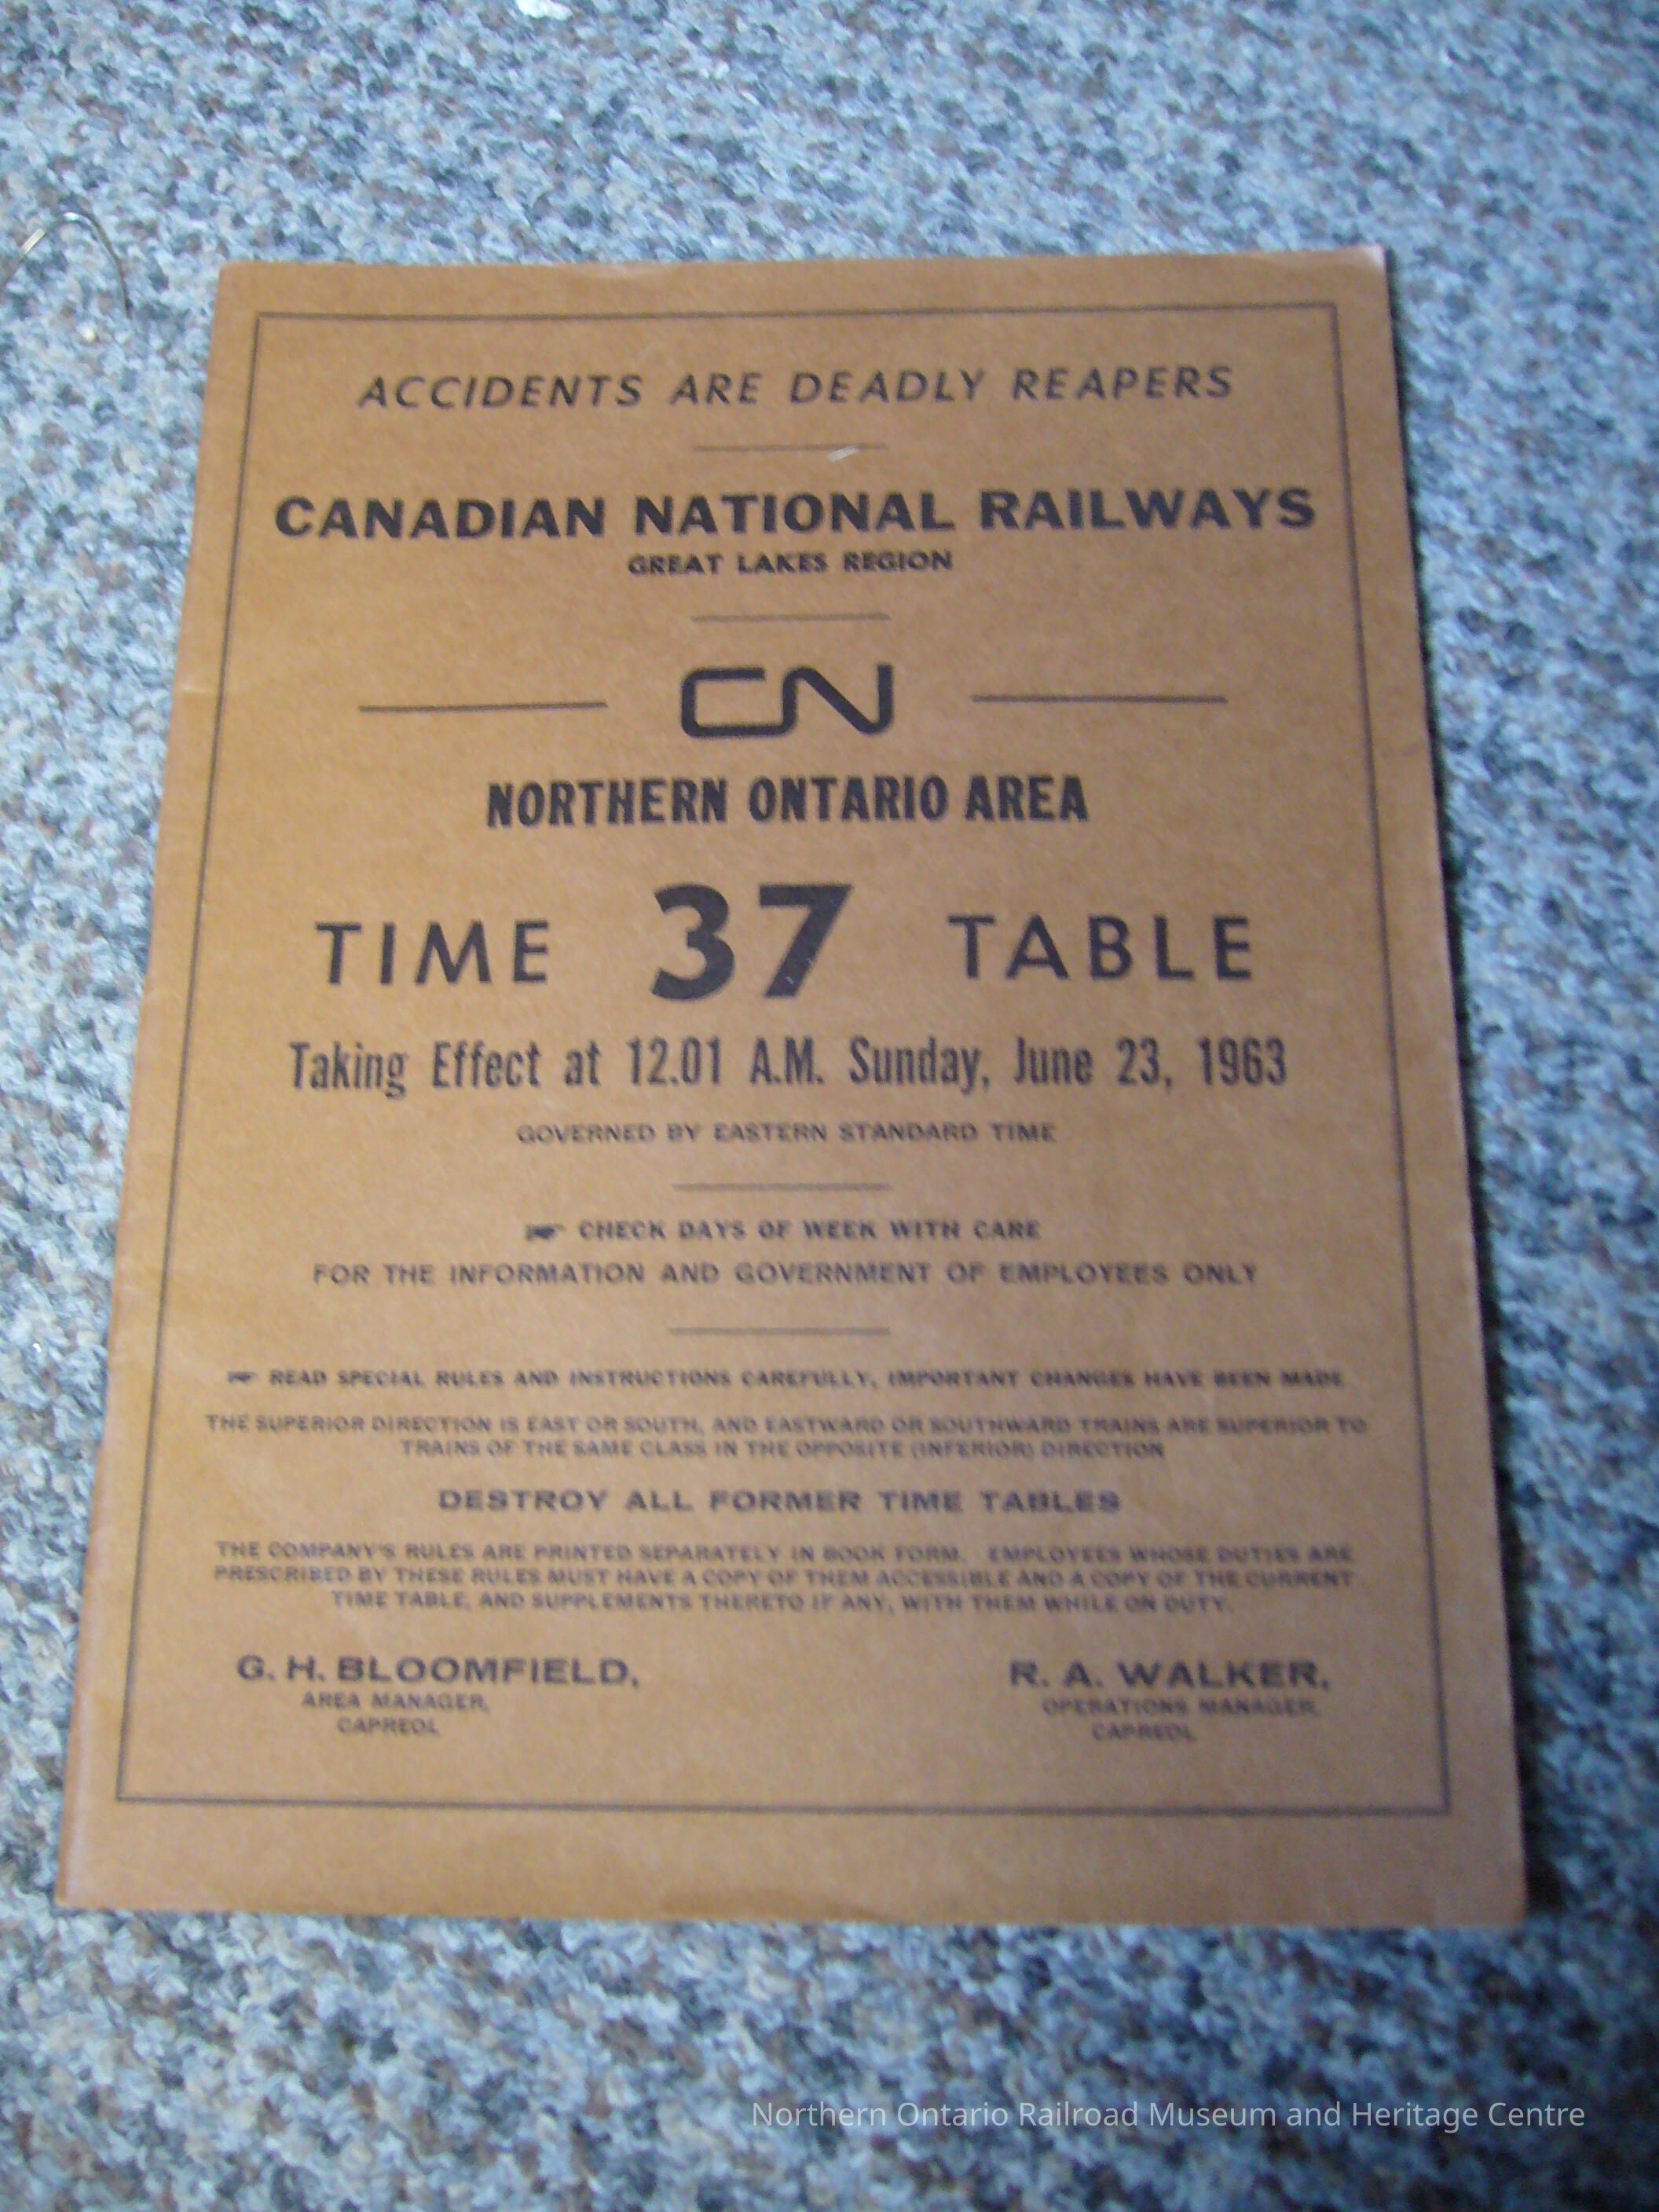 ACCIDENTS ARE DEADLY REAPERS
CANADIAN NATIONAL RAILWAYS
GREAT LAKES REGION
CN
NORTHERN ONTARIO AREA
TIME 37 TABLE
Taking Effect at 12.01 A.M. Sunday, June 23, 1963
GOVERNED BY EASTERN STANDARD TIME
☛ CHECK DAYS OF WEEK WITH CARE
FOR THE INFORMATION AND GOVERNMENT OF EMPLOYEES ONLY
☛ READ SPECIAL RULES AND INSTRUCTIONS CAREFULLY, IMPORTANT CHANGES HAVE BEEN MADE
THE SUPERIOR DIRECTION IS EAST OR SOUTH, AND EASTWARD OR SOUTHWARD TRAINS ARE SUPERIOR TO
TRAINS OF THE SAME CLASS IN THE OPPOSITE (INFERIOR) DIRECTION
DESTROY ALL FORMER TIME TABLES
THE COMPANY'S RULES ARE PRINTED SEPARATELY IN BOOK FORM. EMPLOYEES WHOSE DUTIES ARE
PRESCRIBED BY THESE RULES MUST HAVE A COPY OF THEM ACCESSIBLE AND A COPY OF THE CURRENT
TIME TABLE, AND SUPPLEMENTS THERETO IF ANY, WITH THEM WHILE ON DUTY.
G. H. BLOOMFIELD,
AREA MANAGER,
CAPREOL
R. A. WALKER,
OPERATIONS MANAGER,
CAPREOL
Northern Ontario Railroad Museum and Heritage Centre